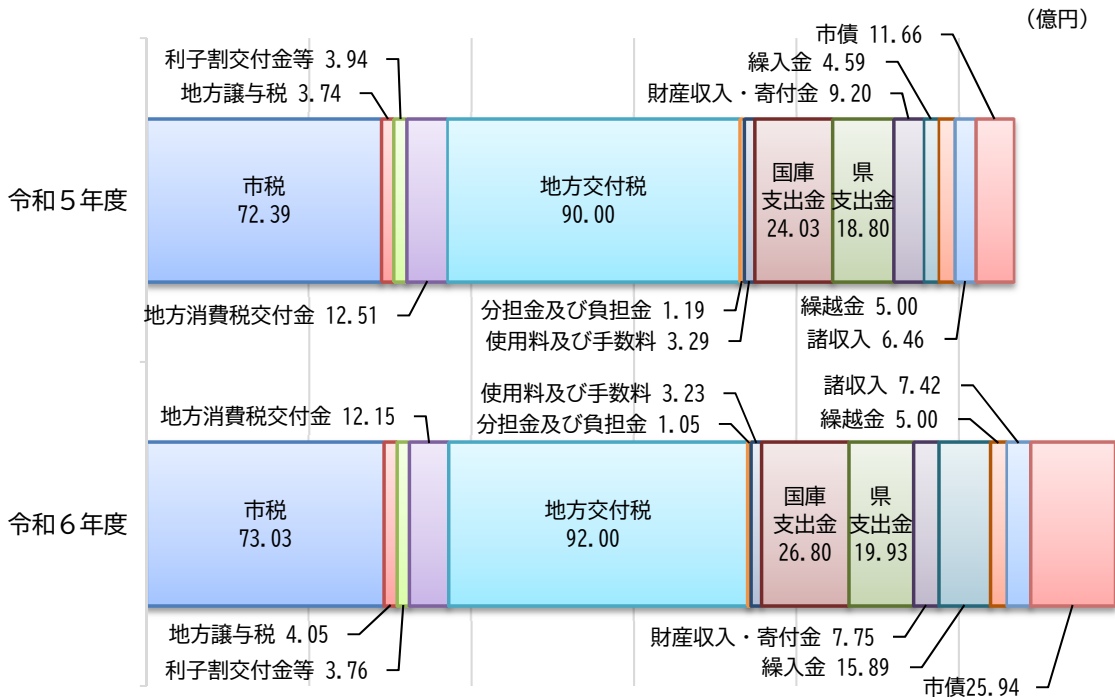 （億円）
市債 11.66
利子割交付金等 3.94
繰入金 4.59
地方譲与税 3.74
財産収入・寄付金 9.20
令和５年度
市税
72.39
地方交付税
90.00
国庫
支出金
24.03
県
支出金
18.80
地方消費税交付金 12.51
分担金及び負担金 1.19
繰越金 5.00
使用料及び手数料 3.29
諸収入 6.46
使用料及び手数料 3.23
諸収入 7.42
地方消費税交付金 12.15
分担金及び負担金 1.05
繰越金 5.00
令和６年度
市税
73.03
地方交付税
92.00
国庫
支出金
26.80
県
支出金
19.93
地方譲与税 4.05
財産収入・寄付金 7.75
利子割交付金等 3.76
繰入金 15.89
市債25.94